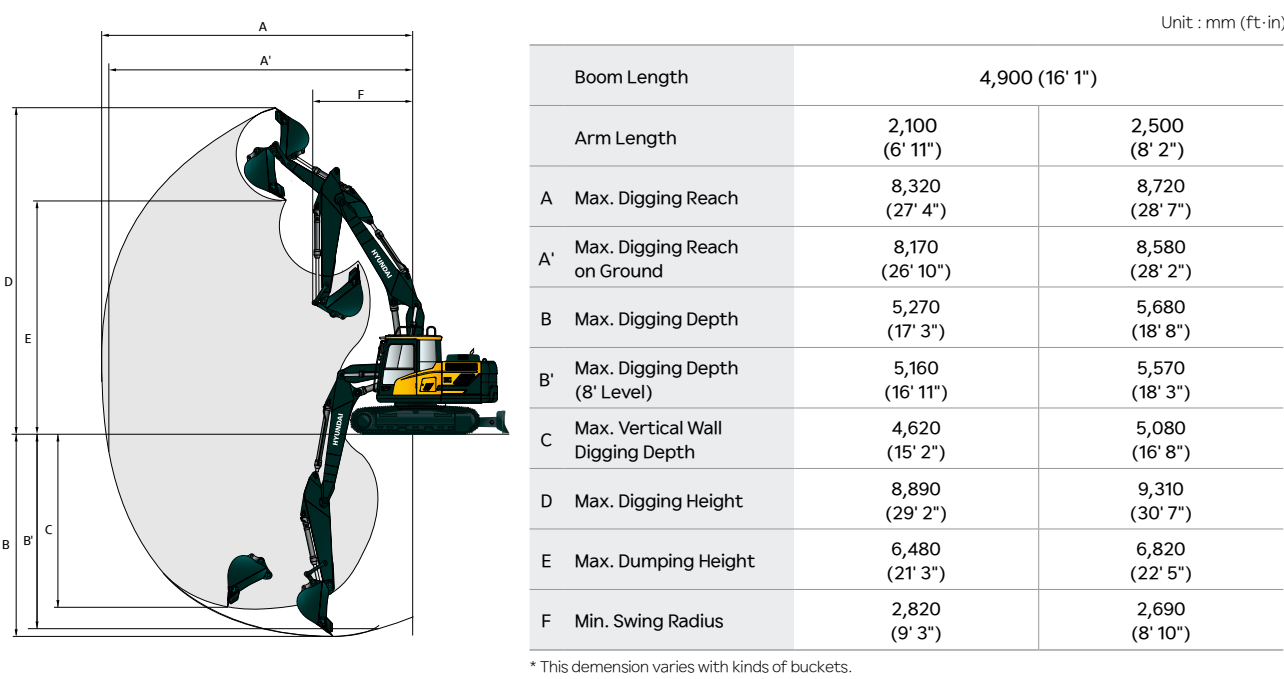 Unit : mm (ft·in)
A
A'
F
D
E
B
B'
C
HYUNDAI
HYUNDAI
Boom Length 4,900 (16' 1")
Arm Length 2,100 2,500
(6' 11") (8' 2")
A Max. Digging Reach 8,320 8,720
(27' 4") (28' 7")
A' Max. Digging Reach 8,170 8,580
on Ground (26' 10") (28' 2")
B Max. Digging Depth 5,270 5,680
(17' 3") (18' 8")
B' Max. Digging Depth 5,160 5,570
(8' Level) (16' 11") (18' 3")
C Max. Vertical Wall 4,620 5,080
Digging Depth (15' 2") (16' 8")
D Max. Digging Height 8,890 9,310
(29' 2") (30' 7")
E Max. Dumping Height 6,480 6,820
(21' 3") (22' 5")
F Min. Swing Radius 2,820 2,690
(9' 3") (8' 10")
* This demension varies with kinds of buckets.